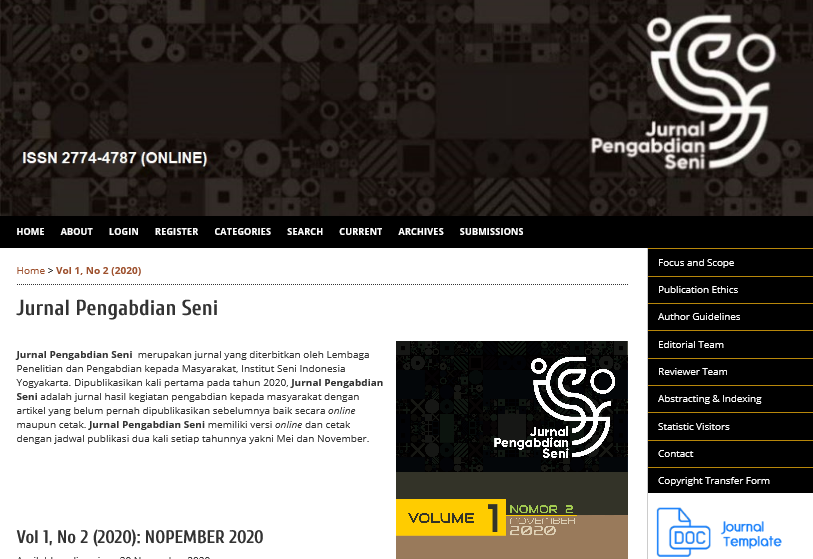 ISSN 2774-4787 (ONLINE)
Jurnal
Pengabdian
Seni
HOME ABOUT LOGIN REGISTER CATEGORIES SEARCH CURRENT ARCHIVES SUBMISSIONS
Home > Vol 1, No 2 (2020)
Jurnal Pengabdian Seni
Jurnal Pengabdian Seni merupakan jurnal yang diterbitkan oleh Lembaga
Penelitian dan Pengabdian kepada Masyarakat, Institut Seni Indonesia
Yogyakarta. Dipublikasikan kali pertama pada tahun 2020, Jurnal Pengabdian
Seni adalah jurnal hasil kegiatan pengabdian kepada masyarakat dengan
artikel yang belum pernah dipublikasikan sebelumnya baik secara online
maupun cetak. Jurnal Pengabdian Seni memiliki versi online dan cetak
dengan jadwal publikasi dua kali setiap tahunnya yakni Mei dan November.
Jurnal
Pengabdian
Seni
VOLUME 1 NOMOR 2
NOVEMBER
2020
Vol 1, No 2 (2020): NOPEMBER 2020
Focus and Scope
Publication Ethics
Author Guidelines
Editorial Team
Reviewer Team
Abstracting & Indexing
Statistic Visitors
Contact
Copyright Transfer Form
DOC
Journal
Template